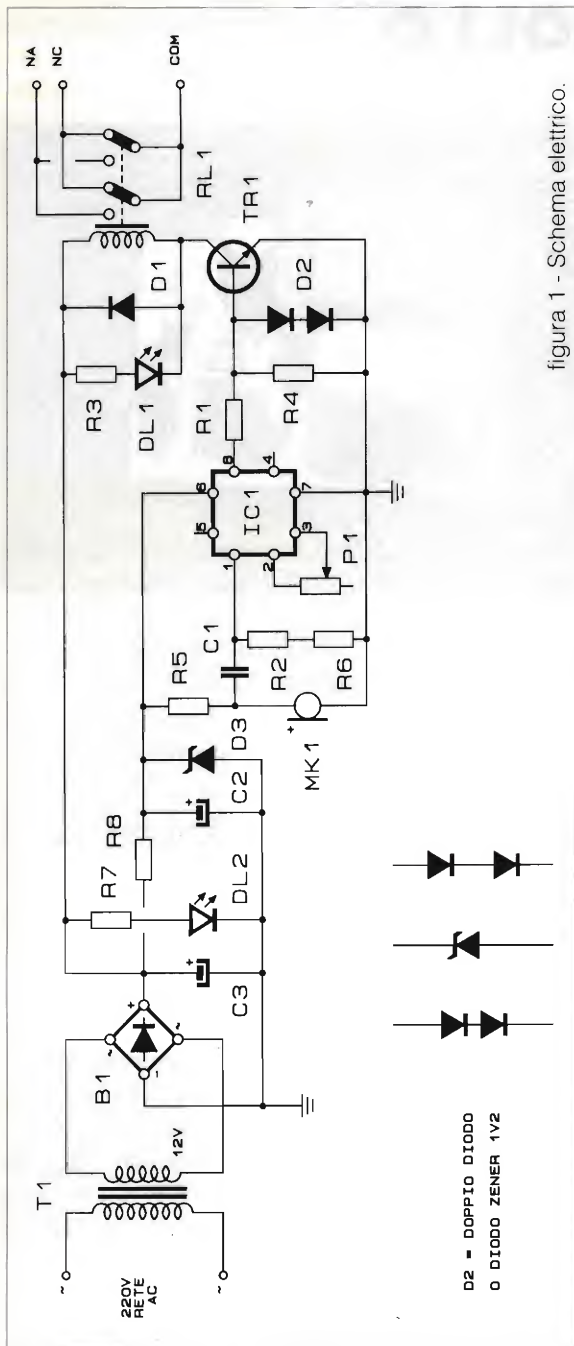 NA
NC
COM
RL1
T1
220V
RETE
AC
12V
B1
C3
R7
DL2
R8
C2
D3
R5
MK1
C1
R2
R6
IC1
1
2
3
4
5
6
7
8
P1
R1
R4
D2
TR1
R3
DL1
D1
+
-
~
~
+
+
+
~
~
D2 = DOPPIO DIODO
O DIODO ZENER 1V2
figura 1 - Schema elettrico.